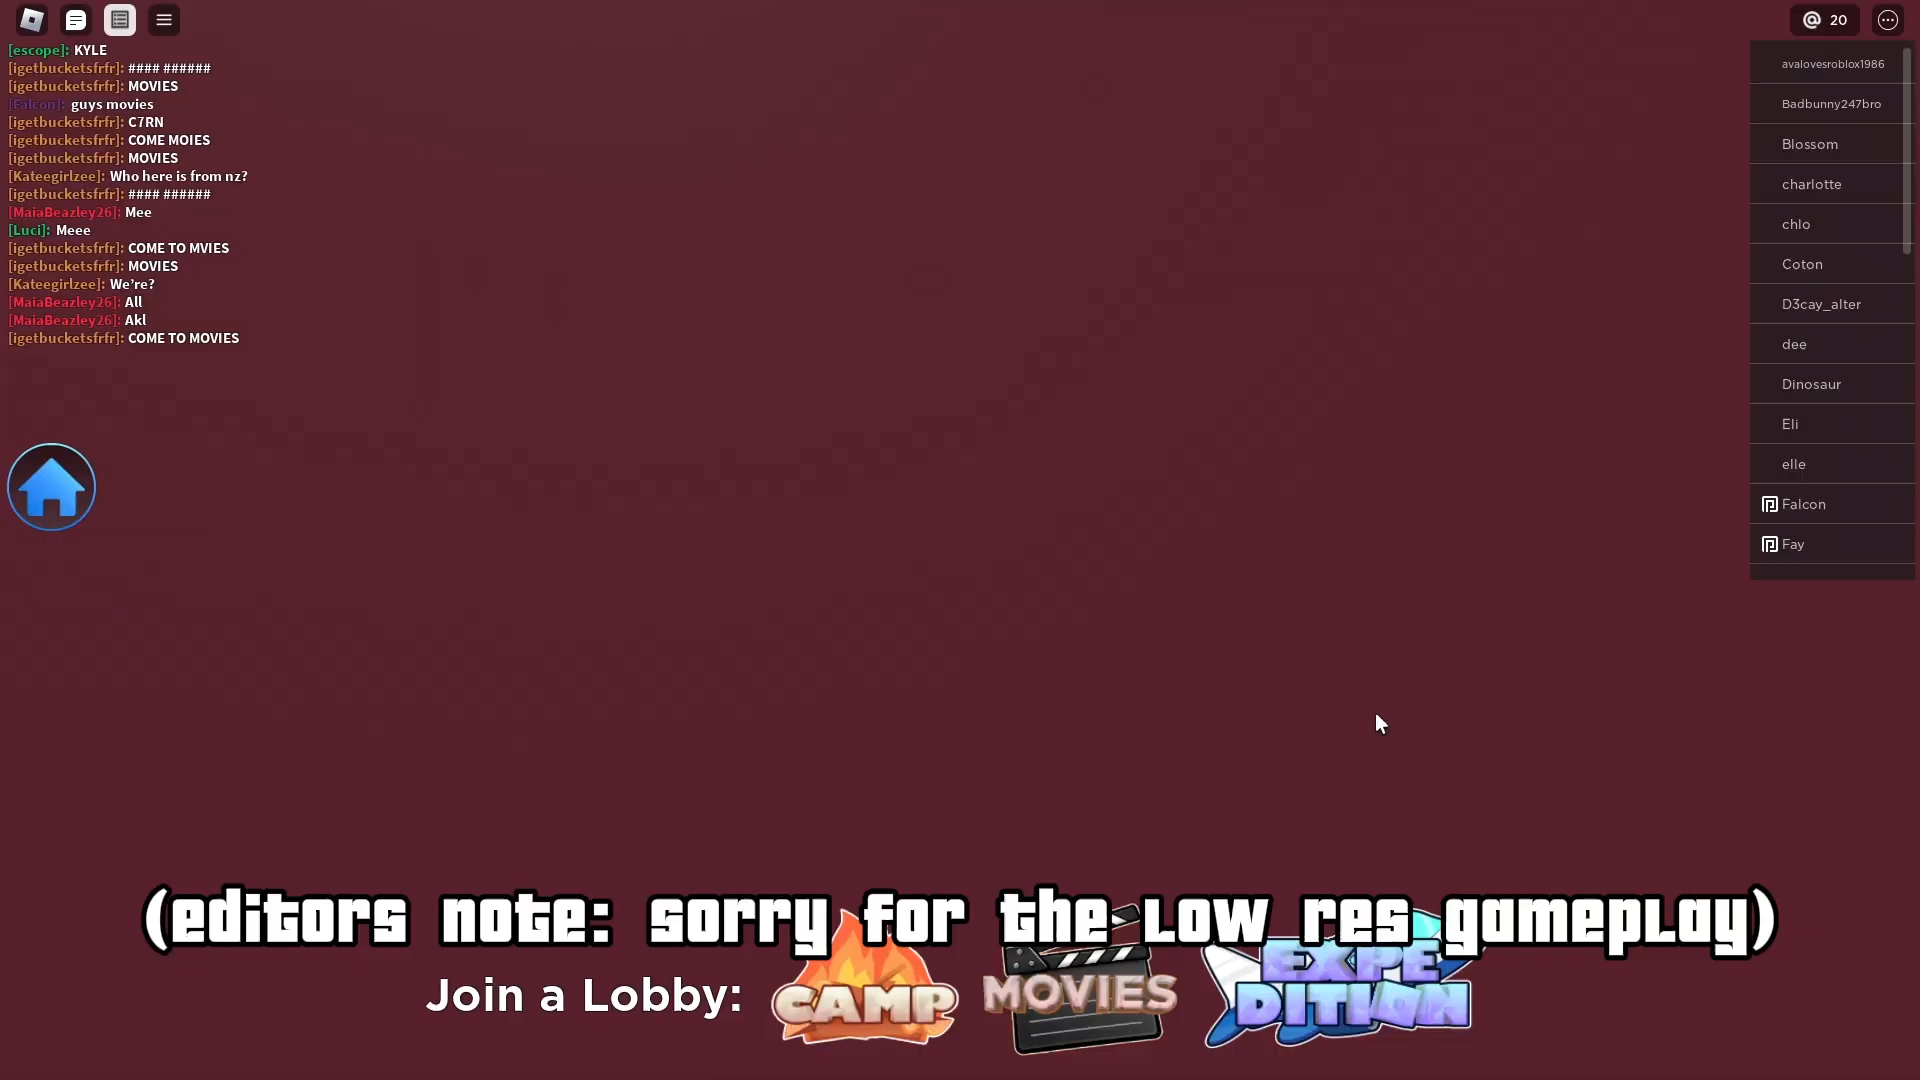 20
[escope]: KYLE
[igetbucketsfrfr]: #### ######
[igetbucketsfrfr]: MOVIES
[Falcon]: guys movies
[igetbucketsfrfr]: C7RN
[igetbucketsfrfr]: COME MOIES
[igetbucketsfrfr]: MOVIES
[Kateegirlzee]: Who here is from nz?
[igetbucketsfrfr]: #### ######
[MaiaBeazley26]: Mee
[Luci]: Meee
[igetbucketsfrfr]: COME TO MVIES
[igetbucketsfrfr]: MOVIES
[Kateegirlzee]: We’re?
[MaiaBeazley26]: All
[MaiaBeazley26]: Akl
[igetbucketsfrfr]: COME TO MOVIES
avalovesroblox1986
Badbunny247bro
Blossom
charlotte
chlo
Coton
D3cay_alter
dee
Dinosaur
Eli
elle
Falcon
Fay
(editors note: sorry for the low res gameplay)
Join a Lobby: CAMP MOVIES EXPEDITION